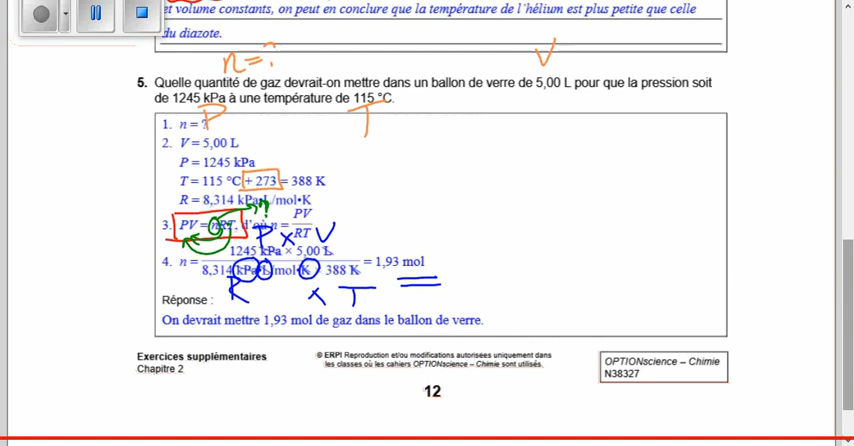 et volume constants, on peut en conclure que la température de l'hélium est plus petite que celle
du diazote.
n=?
V
5. Quelle quantité de gaz devrait-on mettre dans un ballon de verre de 5,00 L pour que la pression soit
de 1245 kPa à une température de 115 °C.
P
T
1. n = ?
2. V = 5,00 L
P = 1245 kPa
T = 115 °C + 273 = 388 K
R = 8,314 kPa•L/mol•K
3. PV = nRT, d'où n = PV
RT
P x V
4. n = 1245 kPa × 5,00 L = 1,93 mol
8,314 kPa•L/mol•K × 388 K
R x T
Réponse :
On devrait mettre 1,93 mol de gaz dans le ballon de verre.
Exercices supplémentaires
Chapitre 2
© ERPI Reproduction et/ou modifications autorisées uniquement dans
les classes où les cahiers OPTIONscience – Chimie sont utilisés.
OPTIONscience – Chimie
N38327
12